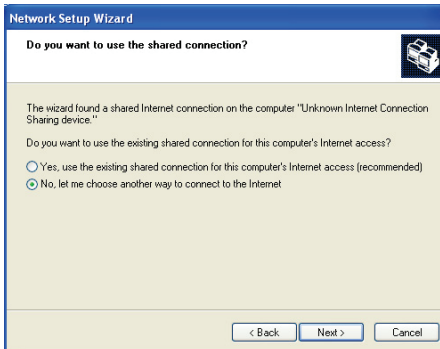 Network Setup Wizard
Do you want to use the shared connection?
The wizard found a shared Internet connection on the computer "Unknown Internet Connection
Sharing device."
Do you want to use the existing shared connection for this computer's Internet access?
Yes, use the existing shared connection for this computer's Internet access (recommended)
No, let me choose another way to connect to the Internet
< Back Next > Cancel